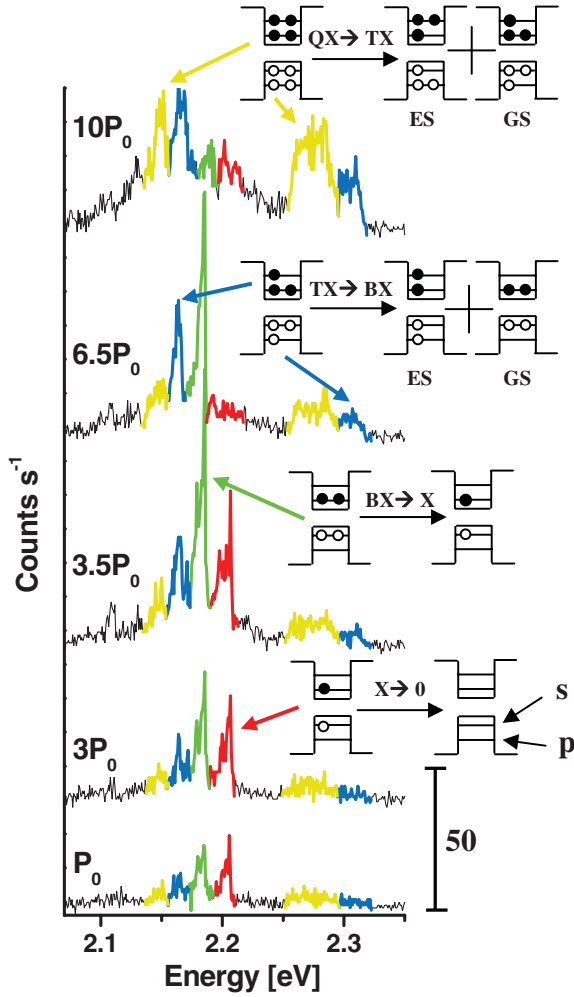 QX → TX
10P₀
ES
GS
TX → BX
6.5P₀
ES
GS
BX → X
Counts s⁻¹
3.5P₀
X → 0
s
3P₀
p
50
P₀
2.1
2.2
2.3
Energy [eV]